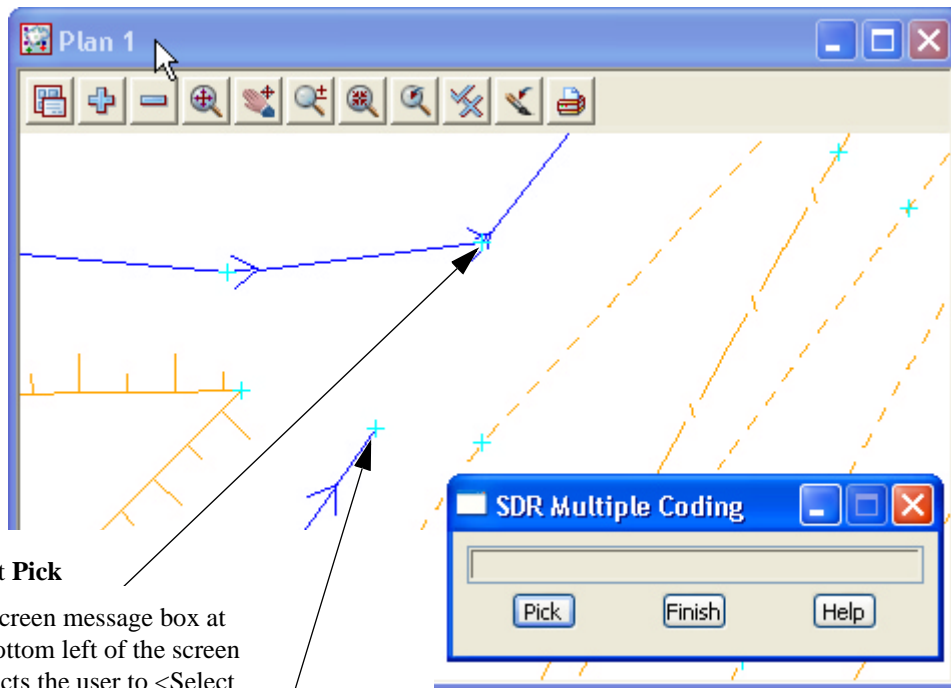 Plan 1
SDR Multiple Coding
Pick
Finish
Help
t Pick
creen message box at
ottom left of the screen
cts the user to <Select